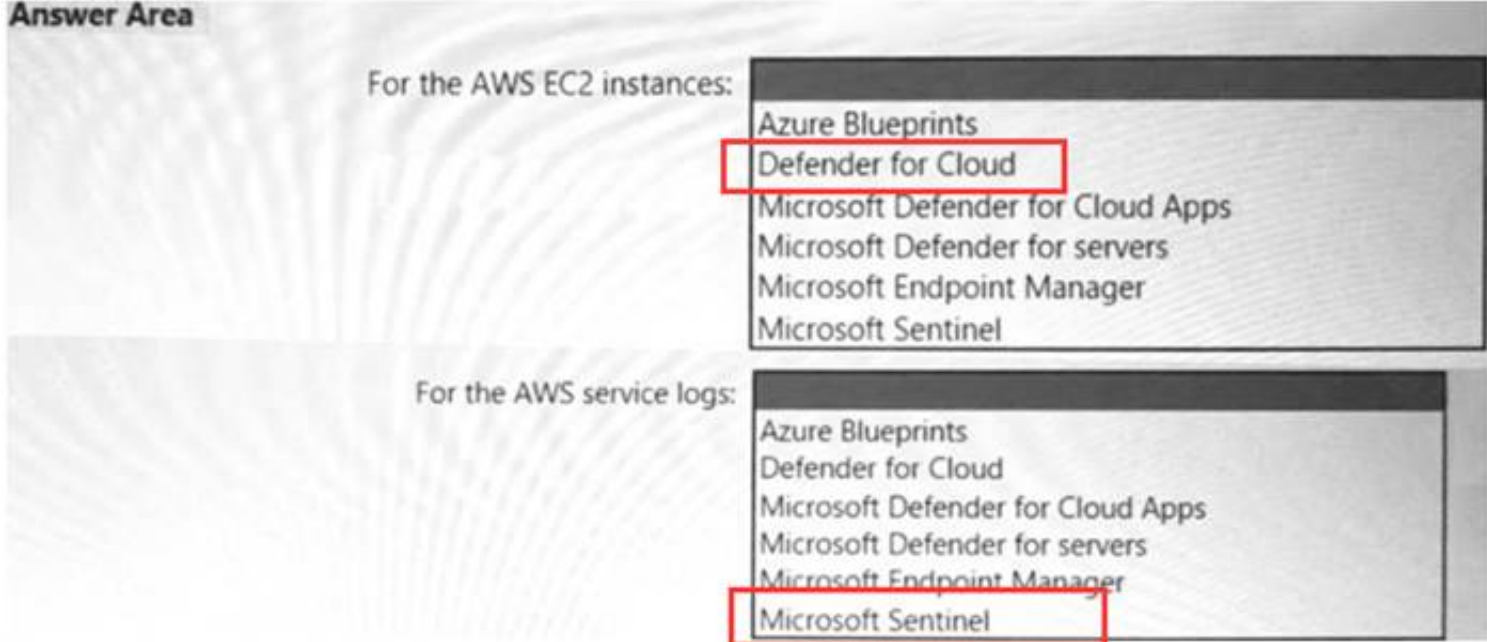 Answer Area
For the AWS EC2 instances:
Azure Blueprints
Defender for Cloud
Microsoft Defender for Cloud Apps
Microsoft Defender for servers
Microsoft Endpoint Manager
Microsoft Sentinel
For the AWS service logs:
Azure Blueprints
Defender for Cloud
Microsoft Defender for Cloud Apps
Microsoft Defender for servers
Microsoft Endpoint Manager
Microsoft Sentinel